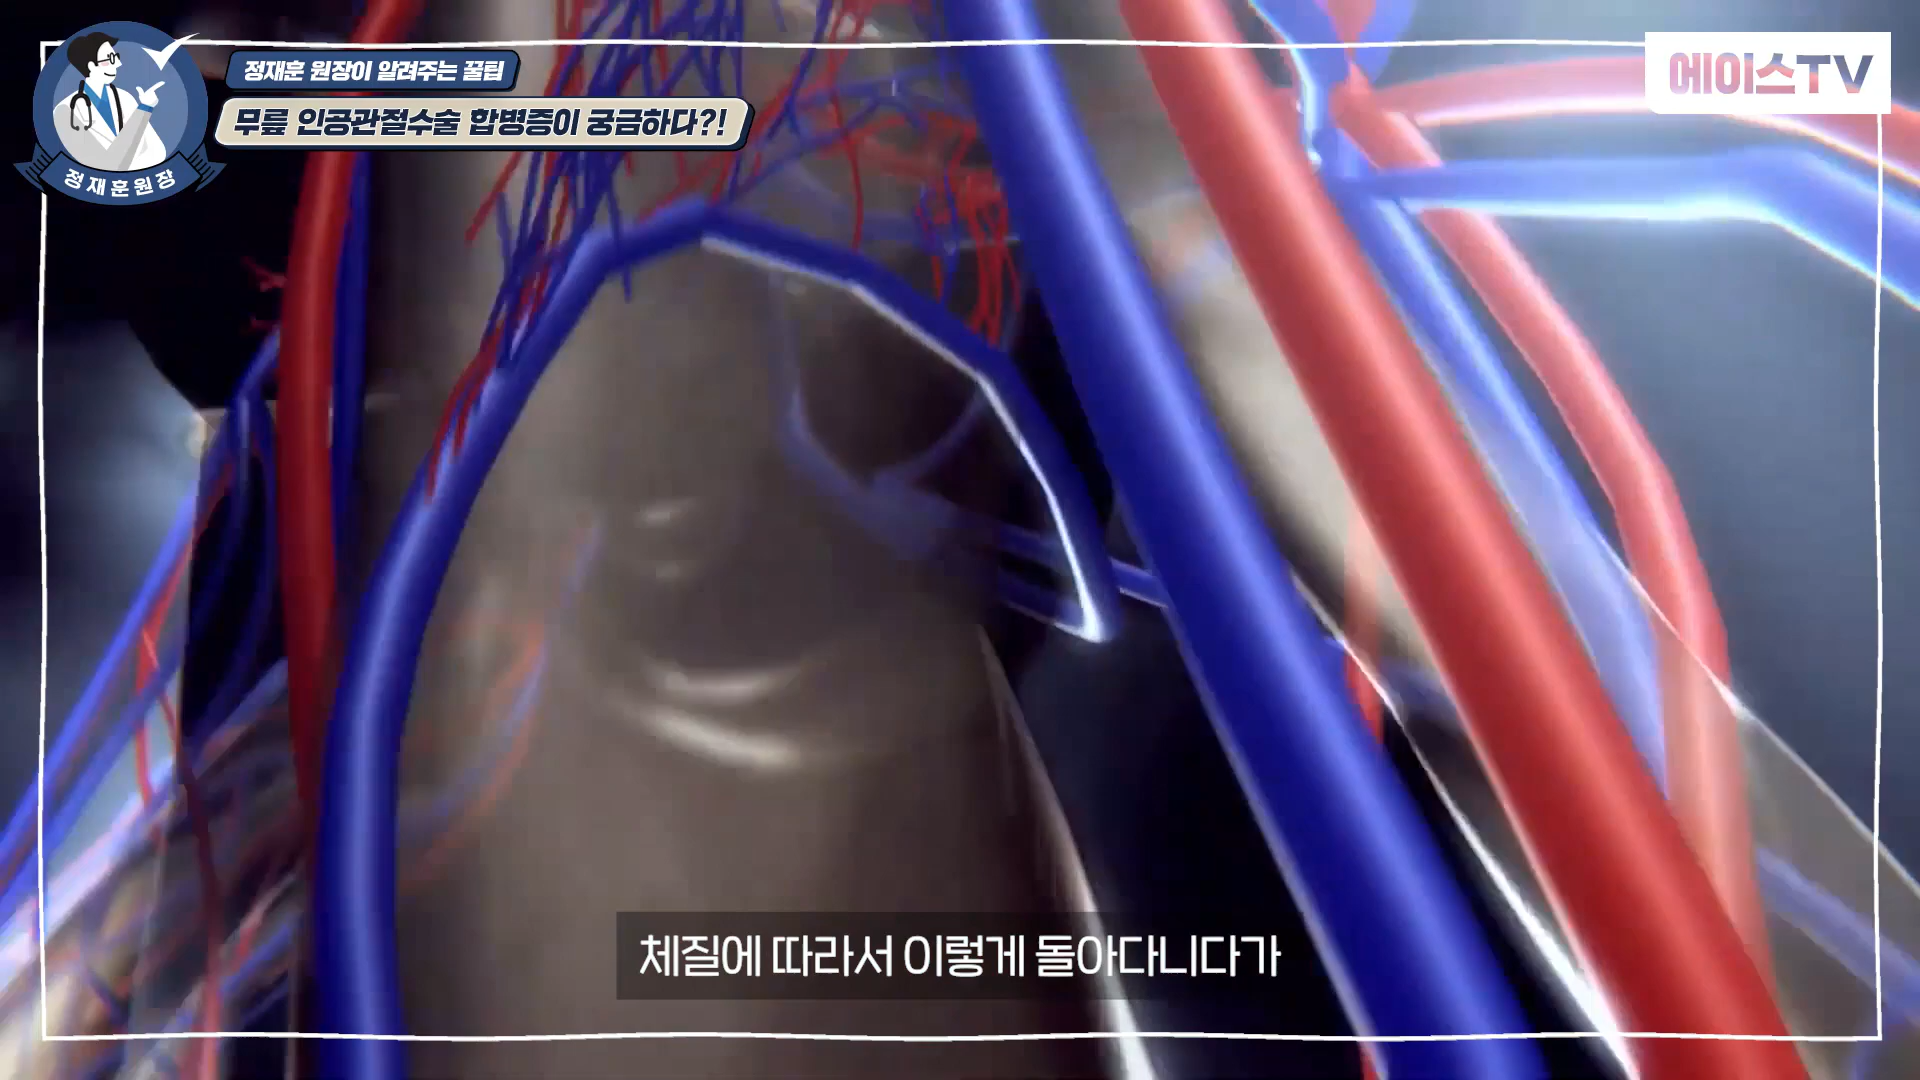 정재훈 원장이 알려주는 꿀팁
무릎 인공관절수술 합병증이 궁금하다?!
정재훈원장
에이스TV
체질에 따라서 이렇게 돌아다니다가